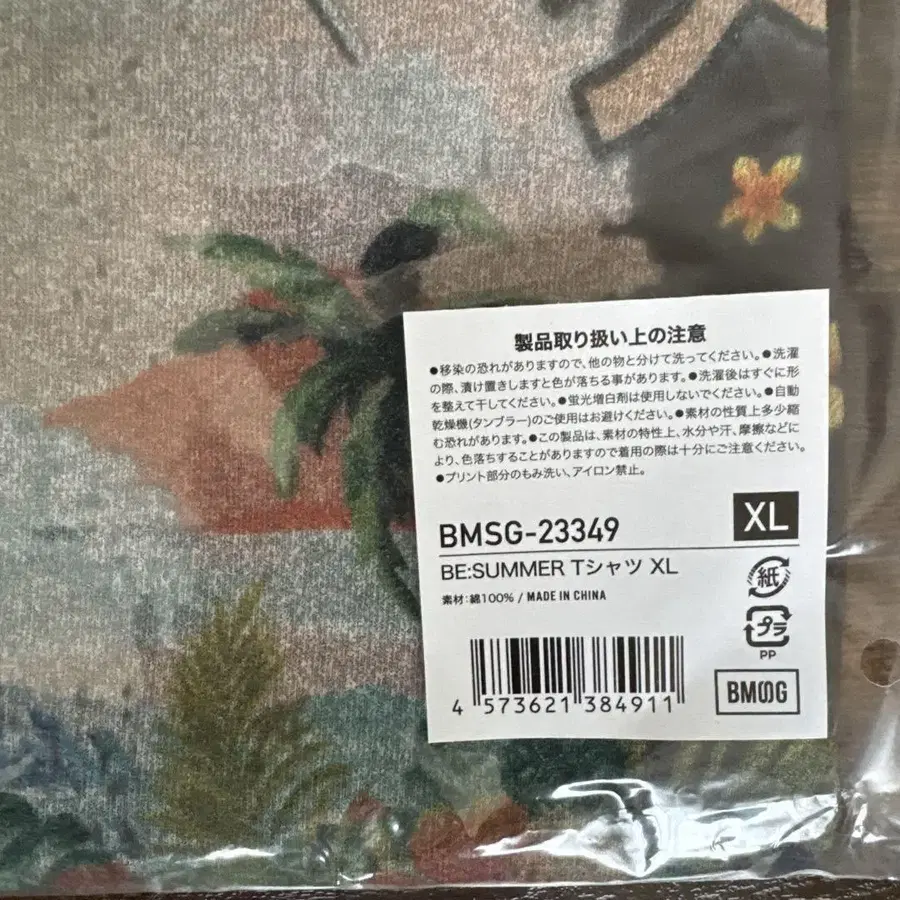 製品取り扱い上の注意
●移染の恐れがありますので、他の物と分けて洗ってください。●洗濯
の際、漬け置きしますと色が落ちる事があります。●洗濯後はすぐに形
を整えて干してください。●蛍光増白剤は使用しないでください。●自動
乾燥機(タンブラー)のご使用はお避けください。●素材の性質上多少縮
む恐れがあります。●この製品は、素材の特性上、水分や汗、摩擦などに
より、色落ちすることがありますので着用の際は十分にご注意ください。
●プリント部分のもみ洗い、アイロン禁止。
BMSG-23349 XL
BE:SUMMER Tシャツ XL
素材:綿100% / MADE IN CHINA
紙
プラ
PP
4 573621 384911
BMSG